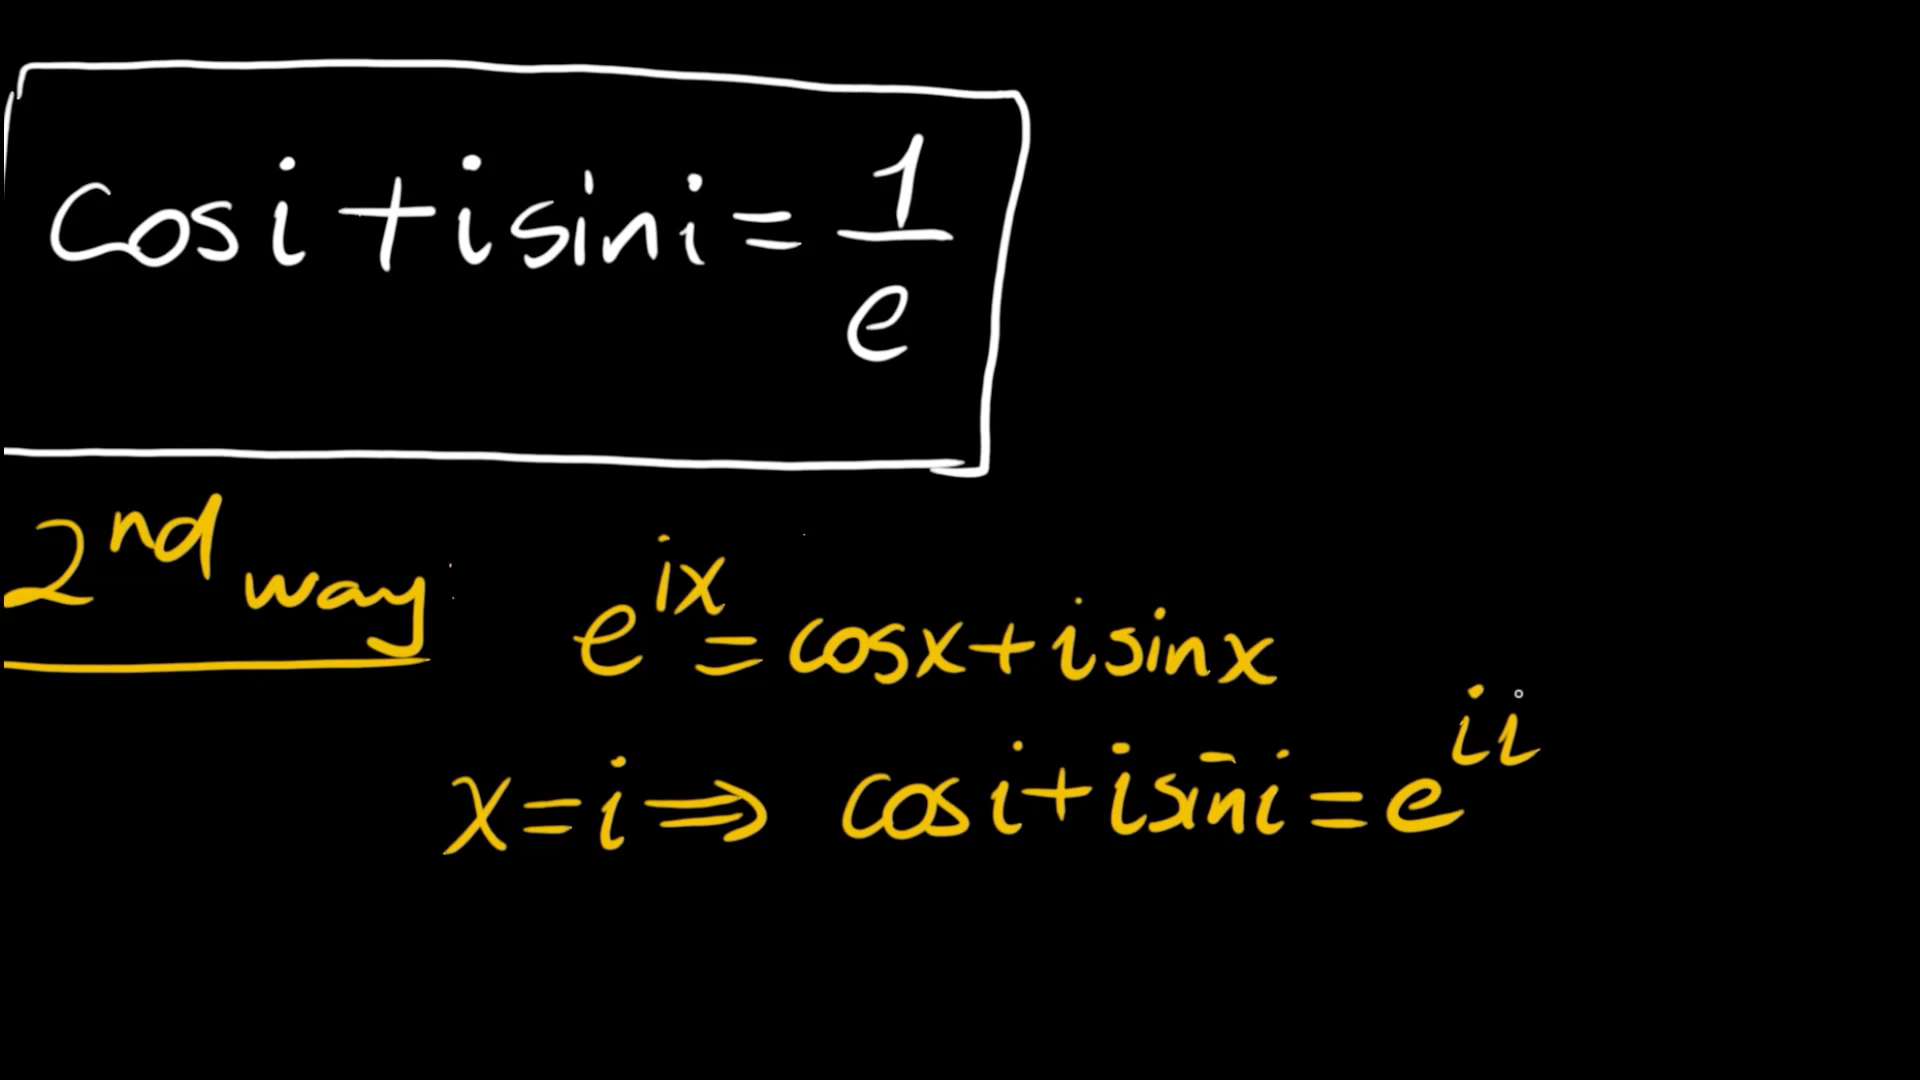 cos i + i sin i = 1/e
2nd way
e^{ix} = cos x + i sin x
x = i ⇒ cos i + i sin i = e^{ii}